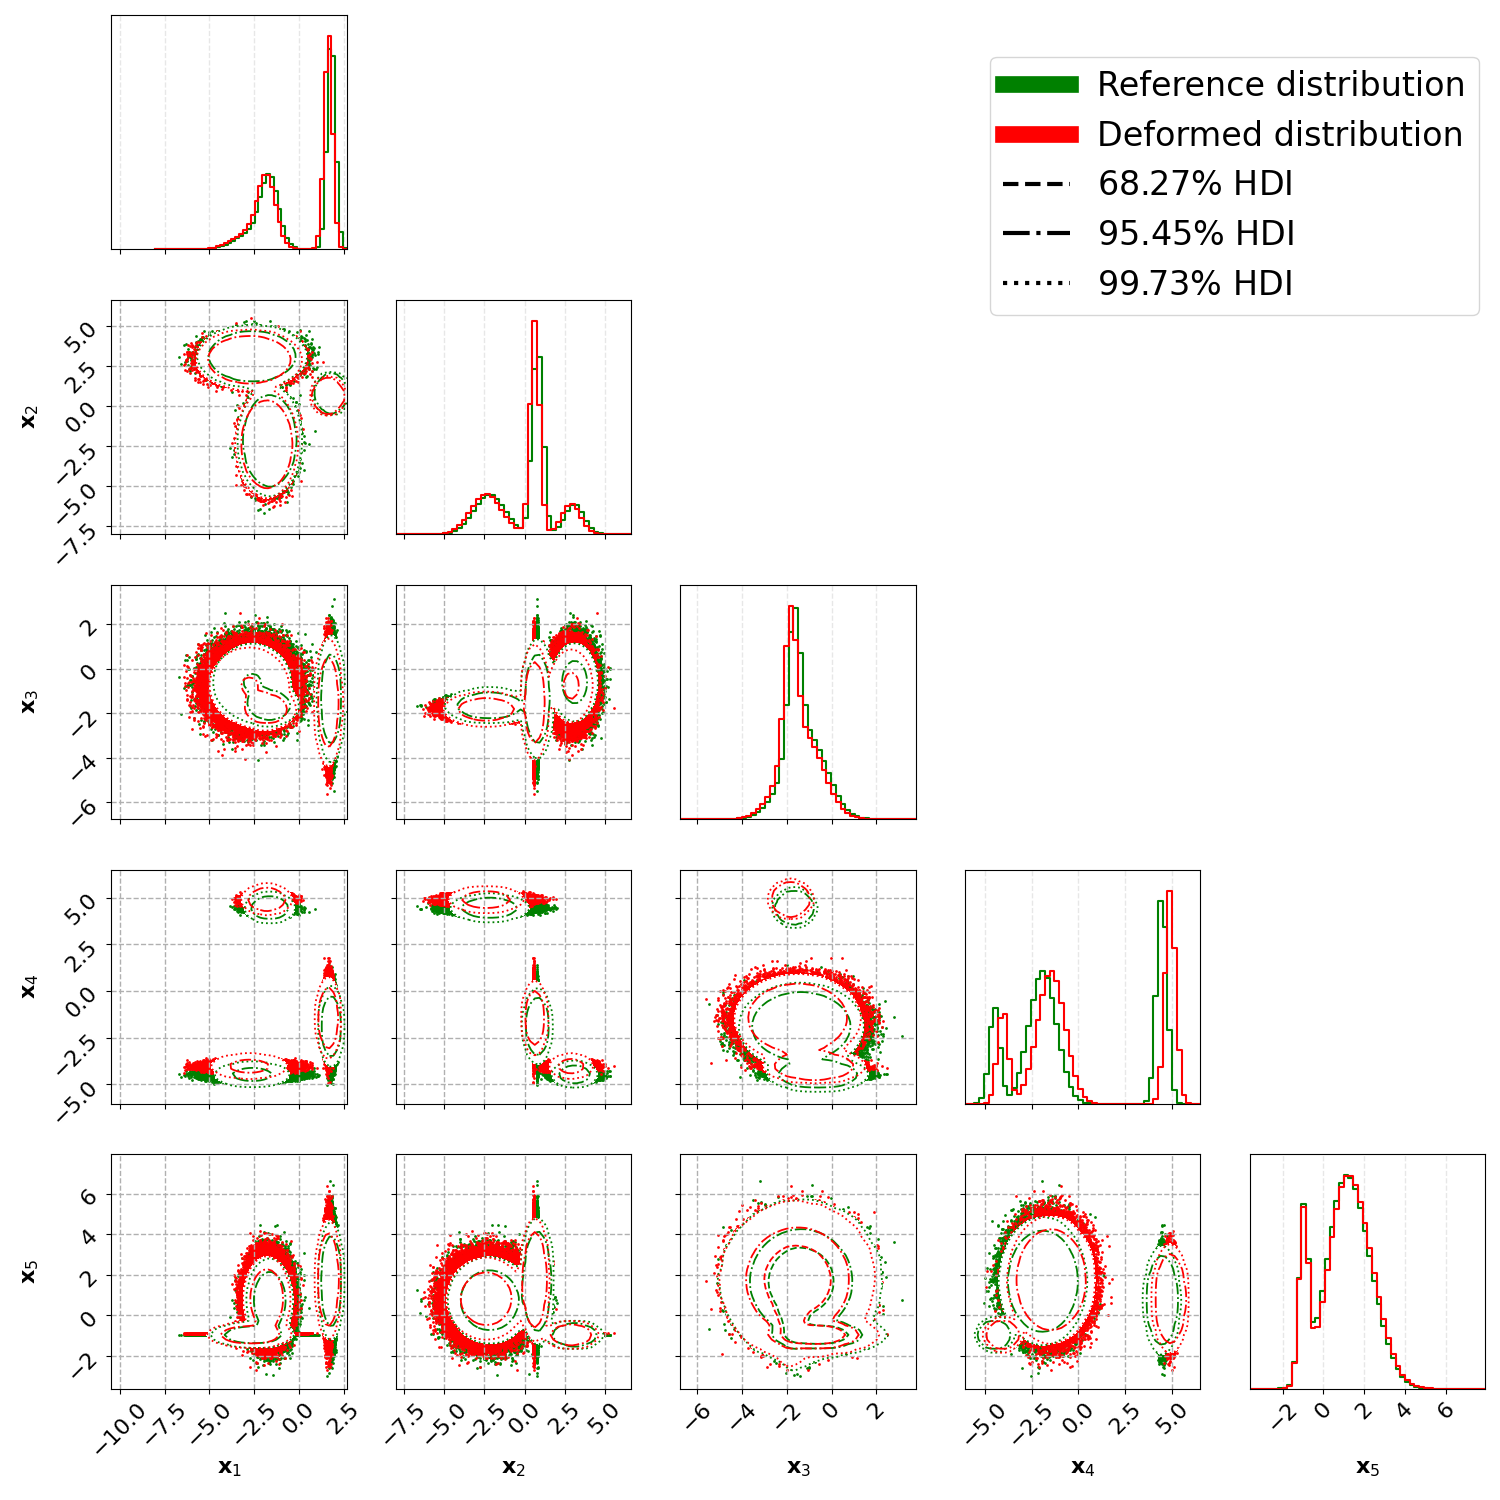 Reference distribution
Deformed distribution
68.27% HDI
95.45% HDI
99.73% HDI
x₂
5.0
2.5
0.0
−2.5
−5.0
−7.5
x₃
2
0
−2
−4
−6
x₄
5.0
2.5
0.0
−2.5
−5.0
x₅
6
4
2
0
−2
−10.0 −7.5 −5.0 −2.5 0.0 2.5
−7.5 −5.0 −2.5 0.0 2.5 5.0
−6 −4 −2 0 2
−5.0 −2.5 0.0 2.5 5.0
−2 0 2 4 6
x₁ x₂ x₃ x₄ x₅